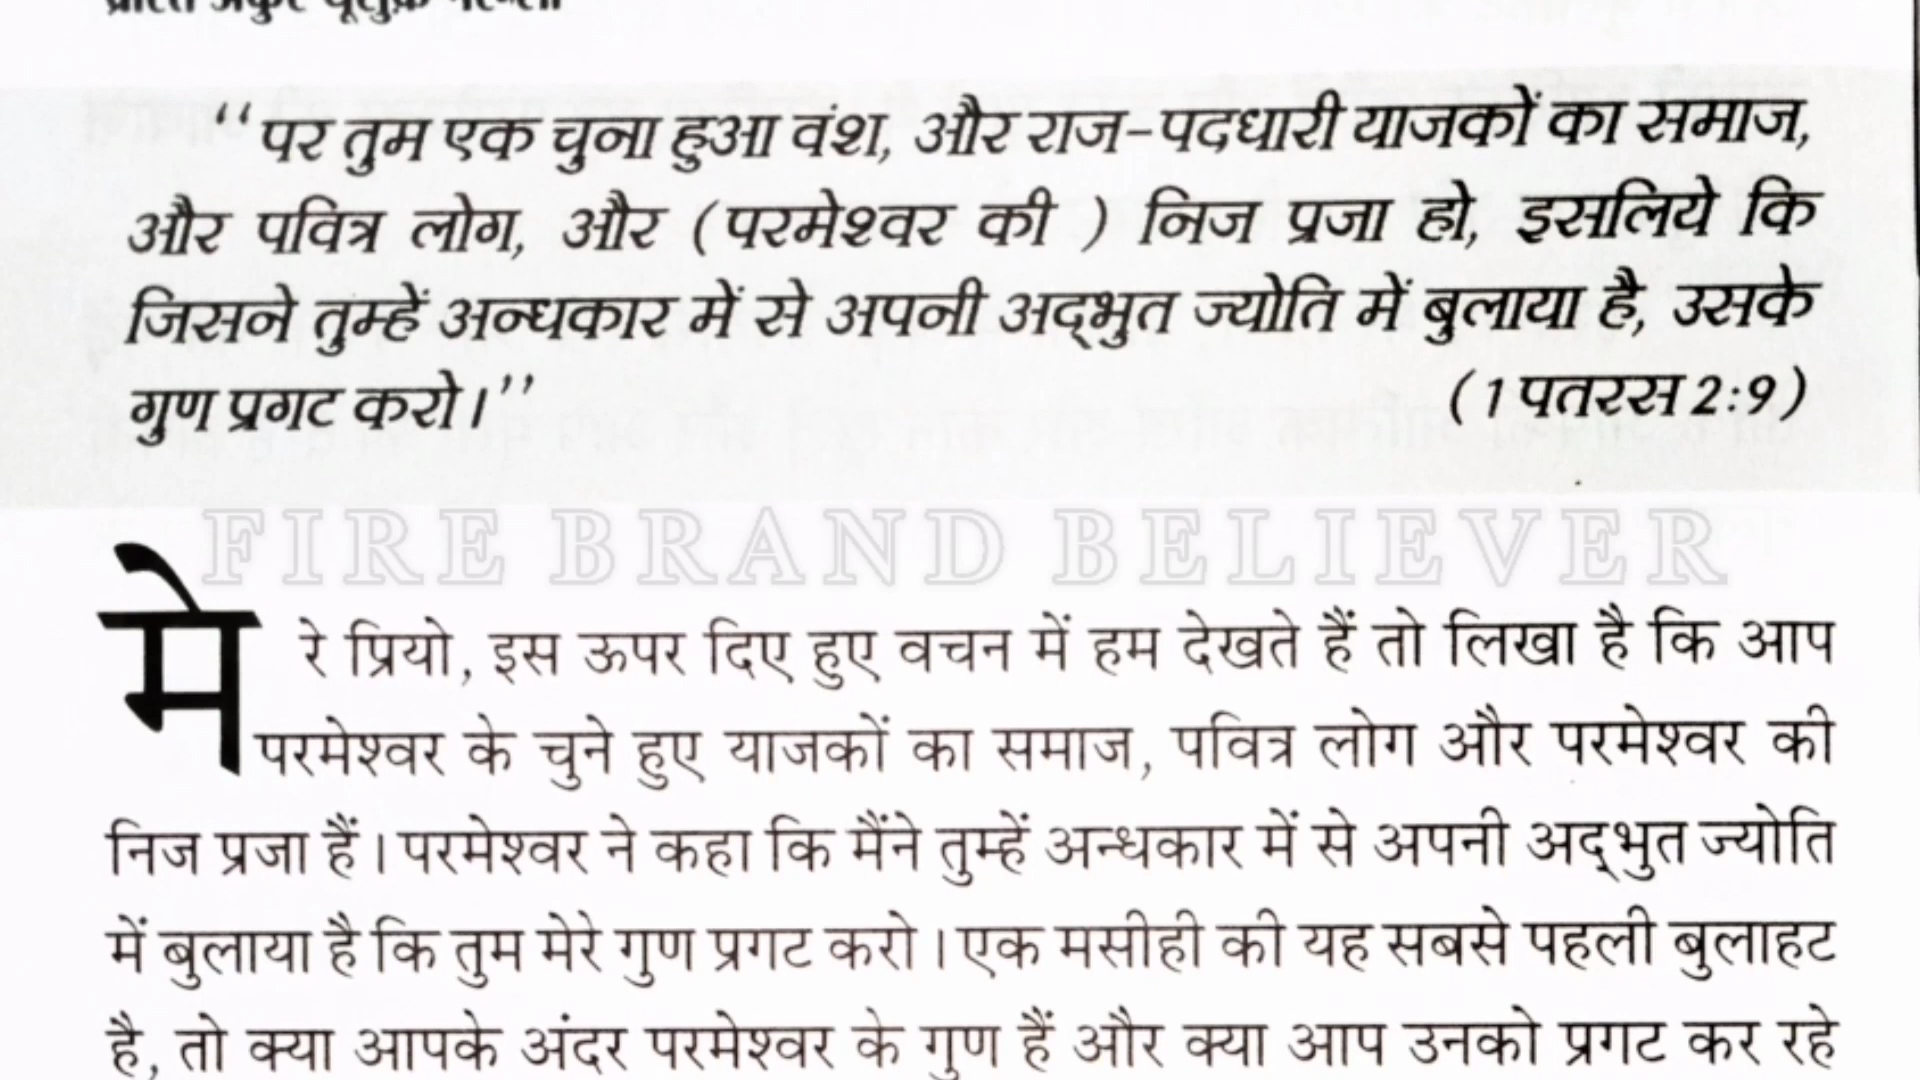 “पर तुम एक चुना हुआ वंश, और राज-पदधारी याजकों का समाज,
और पवित्र लोग, और (परमेश्वर की ) निज प्रजा हो, इसलिये कि
जिसने तुम्हें अन्धकार में से अपनी अद्‌भुत ज्योति में बुलाया है, उसके
गुण प्रगट करो।’’ (1 पतरस 2:9)
FIRE BRAND BELIEVER
मेरे प्रियो, इस ऊपर दिए हुए वचन में हम देखते हैं तो लिखा है कि आप
परमेश्वर के चुने हुए याजकों का समाज, पवित्र लोग और परमेश्वर की
निज प्रजा हैं। परमेश्वर ने कहा कि मैंने तुम्हें अन्धकार में से अपनी अद्‌भुत ज्योति
में बुलाया है कि तुम मेरे गुण प्रगट करो। एक मसीही की यह सबसे पहली बुलाहट
है, तो क्या आपके अंदर परमेश्वर के गुण हैं और क्या आप उनको प्रगट कर रहे